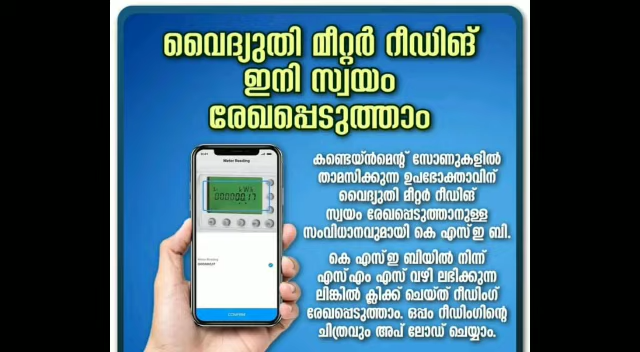 വൈദ്യുതി മീറ്റർ റീഡിങ്
ഇനി സ്വയം
രേഖപ്പെടുത്താം
കണ്ടെയ്ൻമെന്റ് സോണുകളിൽ
താമസിക്കുന്ന ഉപഭോക്താവിന്
വൈദ്യുതി മീറ്റർ റീഡിങ്
സ്വയം രേഖപ്പെടുത്താനുള്ള
സംവിധാനവുമായി കെ എസ് ഇ ബി.
കെ എസ്ഇ ബിയിൽ നിന്ന്
എസ്എം എസ് വഴി ലഭിക്കുന്ന
ലിങ്കിൽ ക്ലിക്ക് ചെയ്ത് റീഡിംഗ്
രേഖപ്പെടുത്താം. ഒപ്പം റീഡിംഗിന്റെ
ചിത്രവും അപ് ലോഡ് ചെയ്യാം.
Meter Reading
kWh
CONFIRM